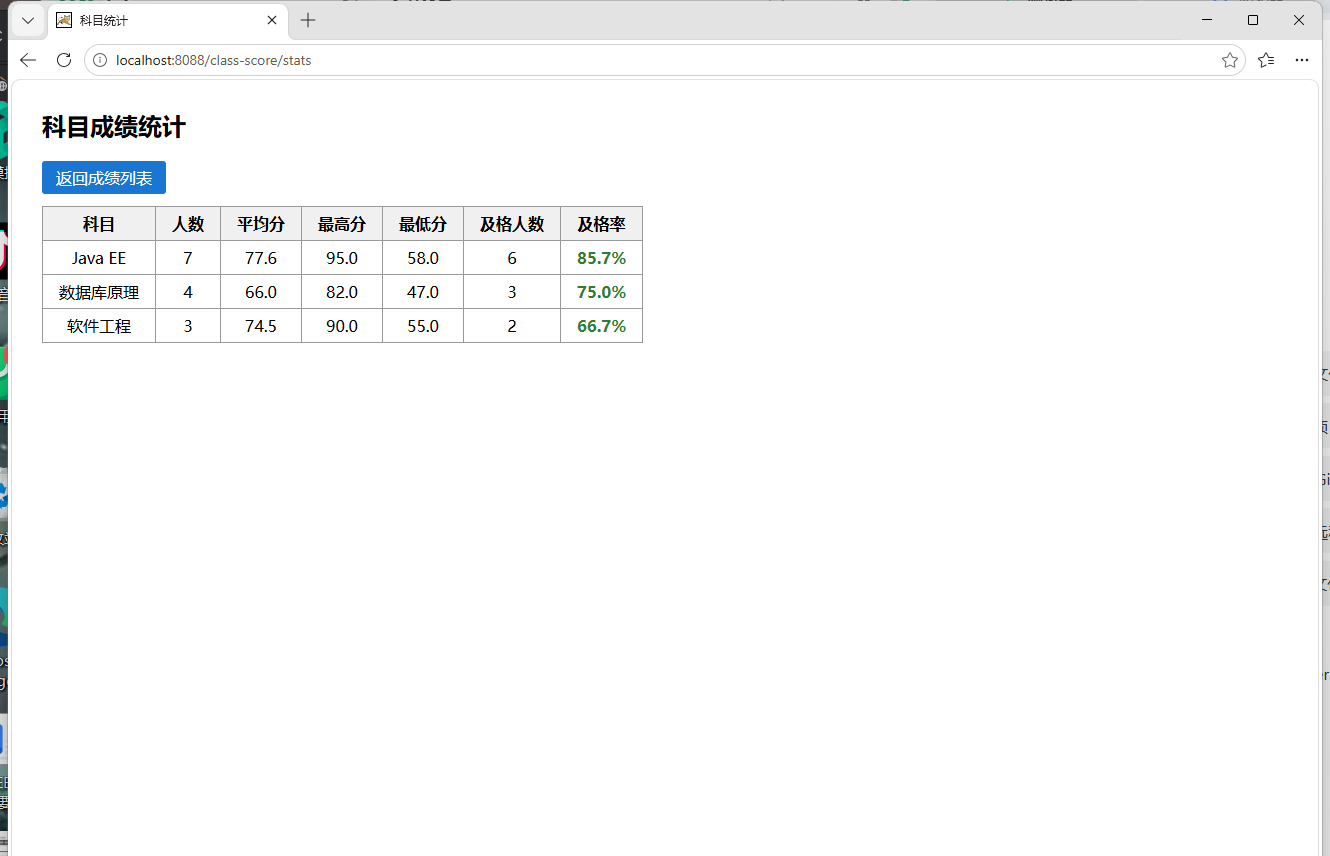 科目统计
localhost:8088/class-score/stats
科目成绩统计
返回成绩列表
科目 人数 平均分 最高分 最低分 及格人数 及格率
Java EE 7 77.6 95.0 58.0 6 85.7%
数据库原理 4 66.0 82.0 47.0 3 75.0%
软件工程 3 74.5 90.0 55.0 2 66.7%